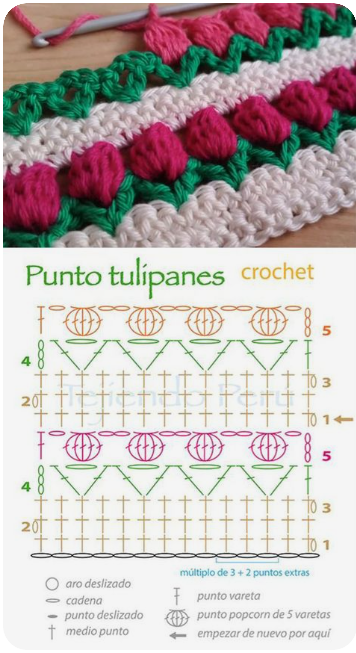 Punto tulipanes crochet
5
4
3
Tejiendo Perú
2
1
5
4
3
2
1
múltiplo de 3 + 2 puntos extras
aro deslizado
cadena
punto deslizado
medio punto
punto vareta
punto popcorn de 5 varetas
empezar de nuevo por aquí